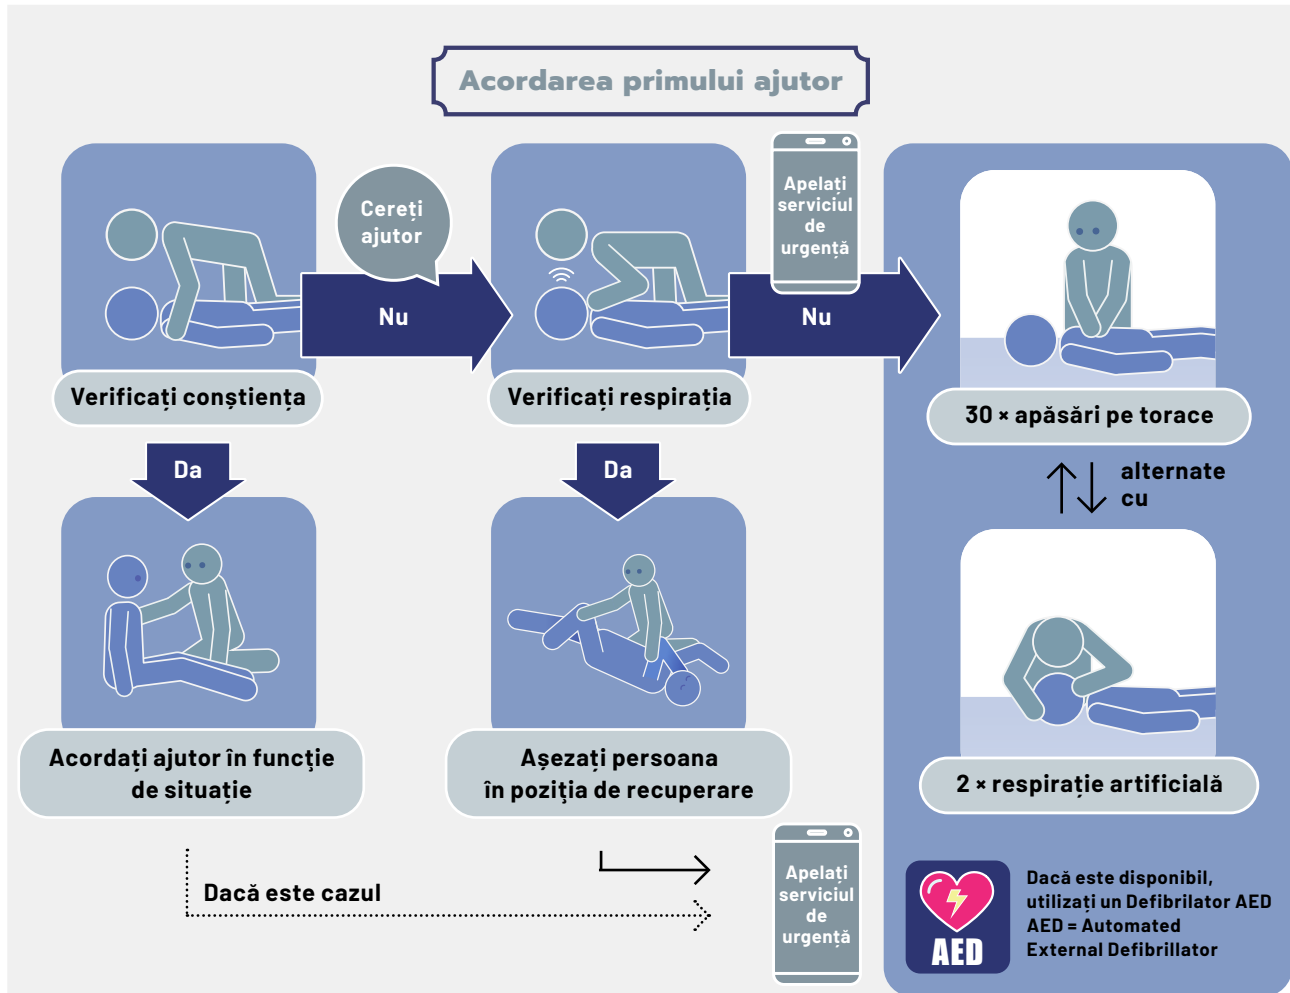 Acordarea primului ajutor
Cereți
ajutor
Apelați
serviciul
de
urgență
Nu
Nu
Verificați conștiența
Verificați respirația
30 × apăsări pe torace
Da
Da
alternate
cu
Acordați ajutor în funcție
de situație
Așezați persoana
în poziția de recuperare
2 × respirație artificială
Dacă este cazul
Apelați
serviciul
de
urgență
AED
Dacă este disponibil,
utilizați un Defibrilator AED
AED = Automated
External Defibrillator